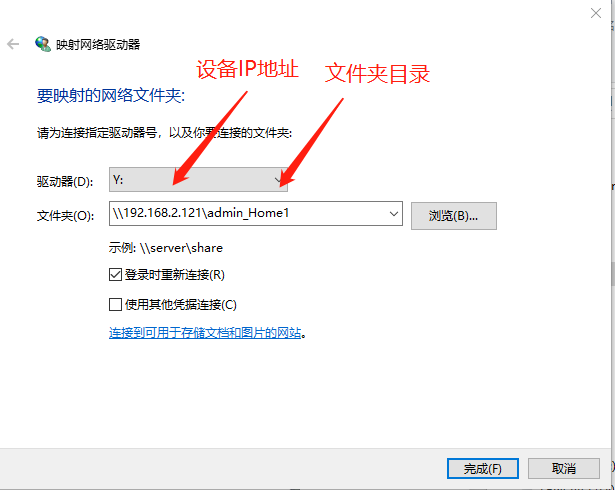 映射网络驱动器
设备IP地址
文件夹目录
要映射的网络文件夹:
请为连接指定驱动器号，以及你要连接的文件夹:
驱动器(D):
Y:
文件夹(O):
\\192.168.2.121\admin_Home1
浏览(B)...
示例: \\server\share
登录时重新连接(R)
使用其他凭据连接(C)
连接到可用于存储文档和图片的网站。
完成(F)
取消